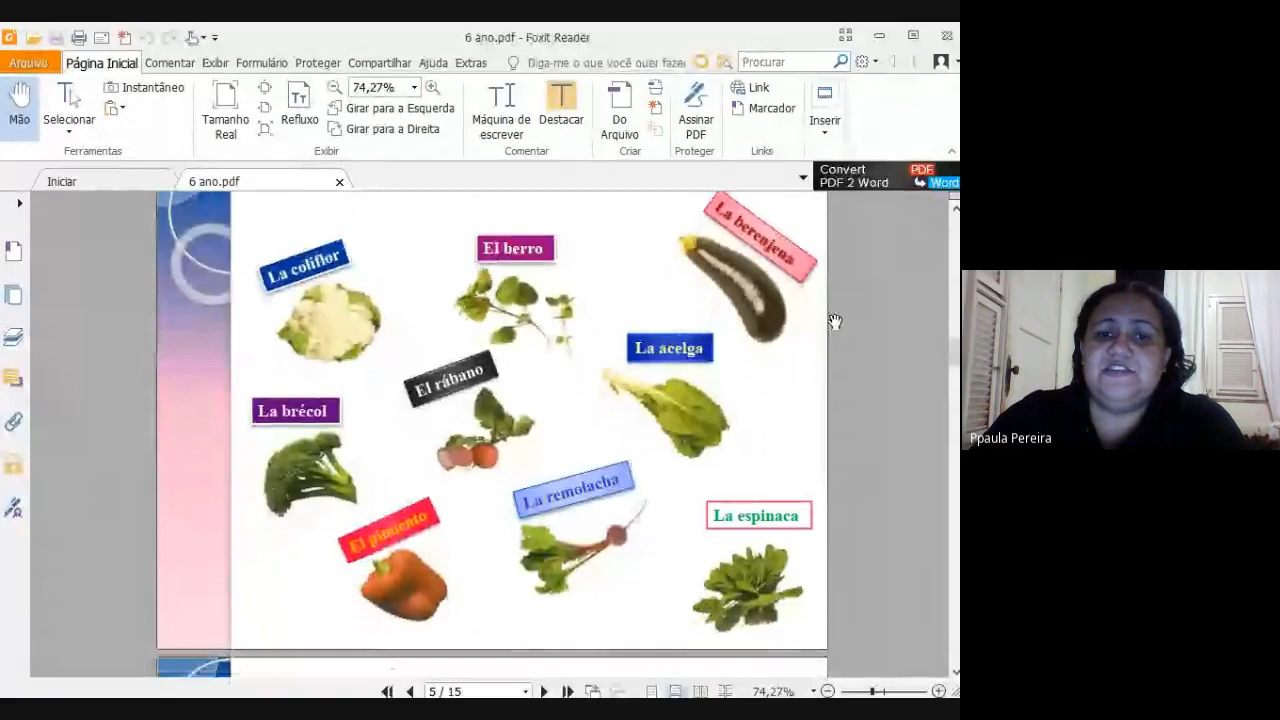 6 ano.pdf - Foxit Reader
Arquivo Página Inicial Comentar Exibir Formulário Proteger Compartilhar Ajuda Extras Diga-me o que você quer fazer Procurar
Mão
Selecionar
Instantâneo
Ferramentas
Tamanho Real
Refluxo
74,27%
Girar para a Esquerda
Girar para a Direita
Exibir
Máquina de escrever
Destacar
Comentar
Do Arquivo
Criar
Assinar PDF
Proteger
Link
Marcador
Links
Inserir
Iniciar
6 ano.pdf
Convert PDF
PDF 2 Word Word
La berenjena
El berro
La coliflor
La acelga
El rábano
La brécol
La remolacha
El pimiento
La espinaca
Ppaula Pereira
5 / 15
74,27%